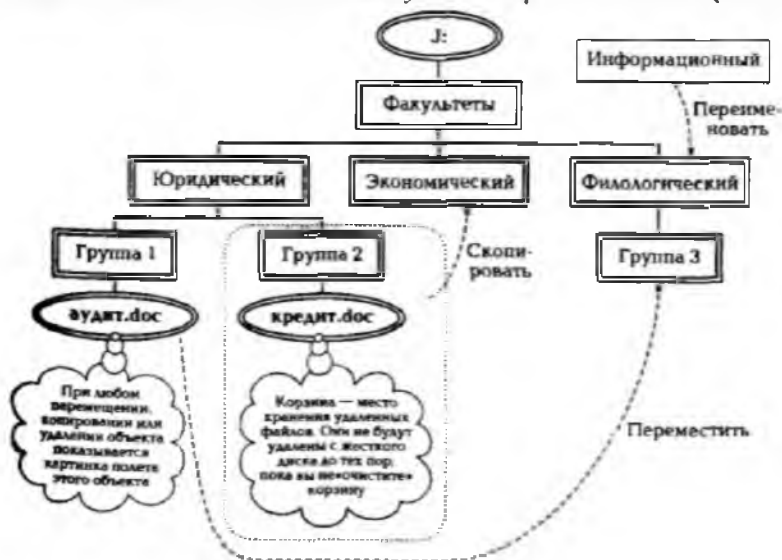 J:
Информационный
Факультеты
Переиме-
новать
Юридический
Экономический
Филологический
Группа 1
Группа 2
Скопи-
ровать
Группа 3
аудит.doc
кредит.doc
При любом
перемещении,
копировании или
удалении объекта
показывается
картинка полета
этого объекта
Корзина — место
хранения удаленных
файлов. Они не будут
удалены с жесткого
диска до тех пор,
пока вы не «очистите»
корзину
Переместить